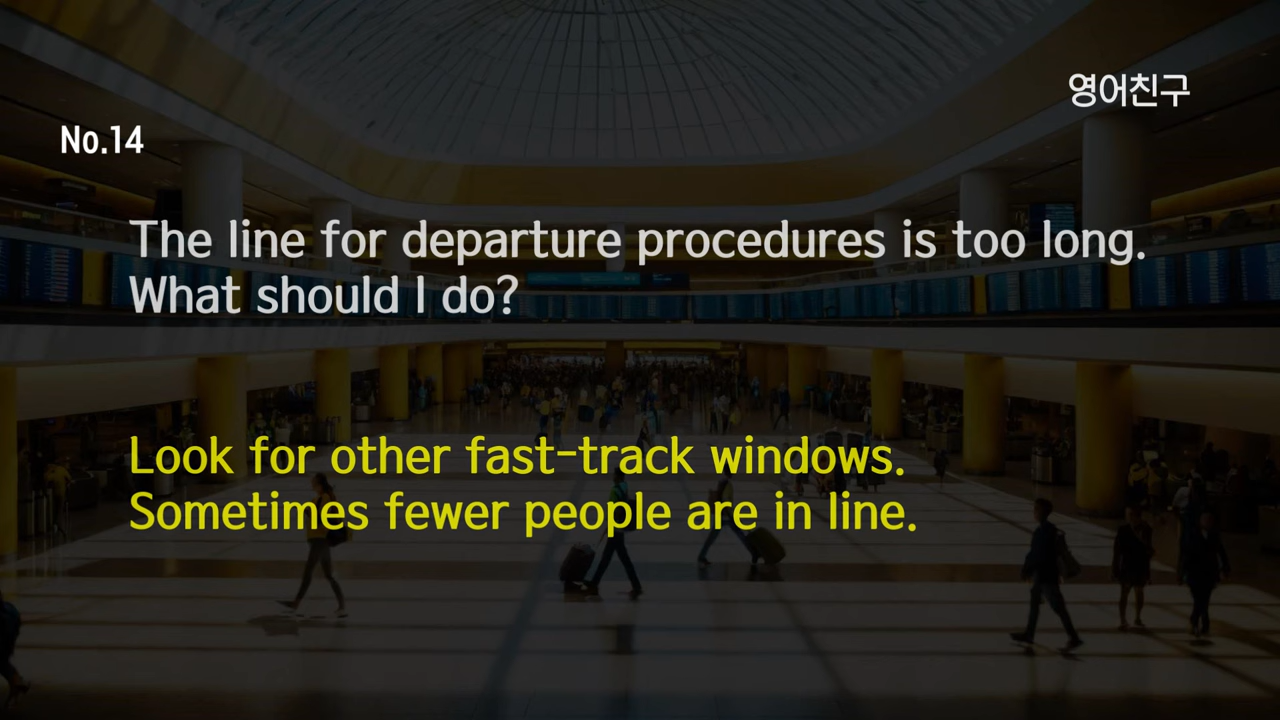 영어친구
No.14
The line for departure procedures is too long.
What should I do?
Look for other fast-track windows.
Sometimes fewer people are in line.